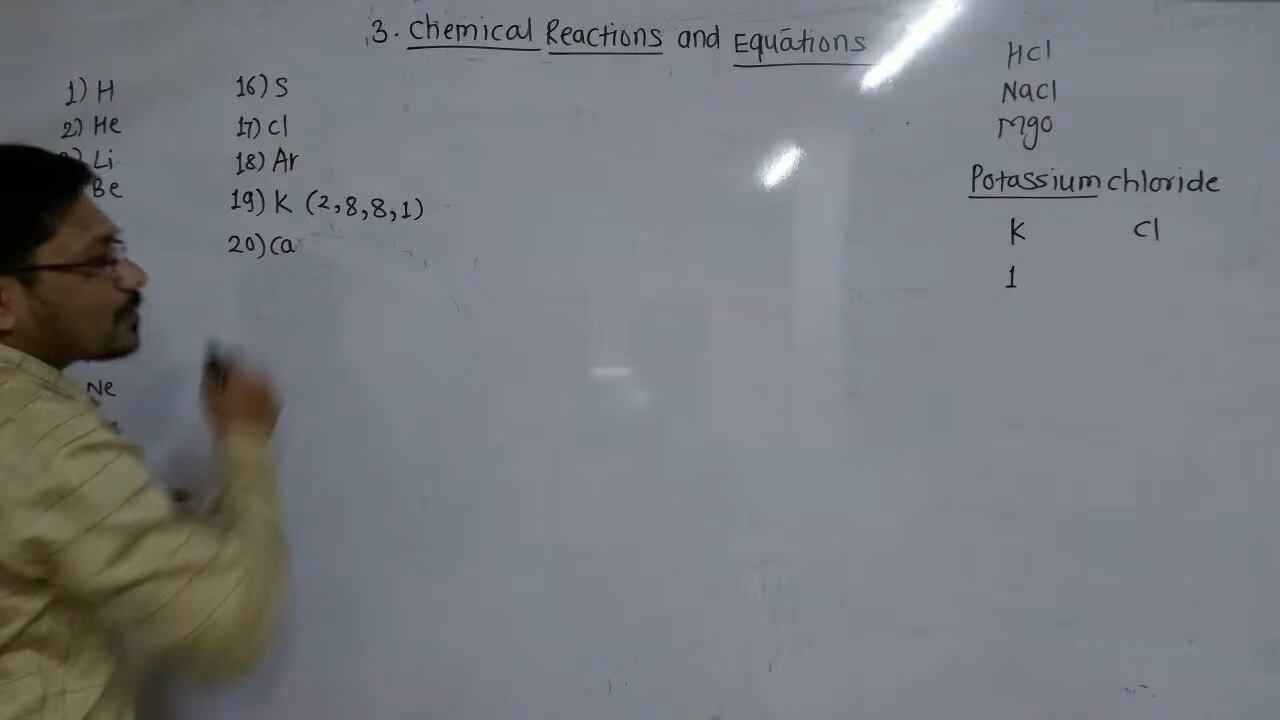 3. Chemical Reactions and Equations
1) H
2) He
Li
Be
Ne
16) S
17) Cl
18) Ar
19) K (2,8,8,1)
20) Ca
HCl
NaCl
MgO
Potassium chloride
K Cl
1